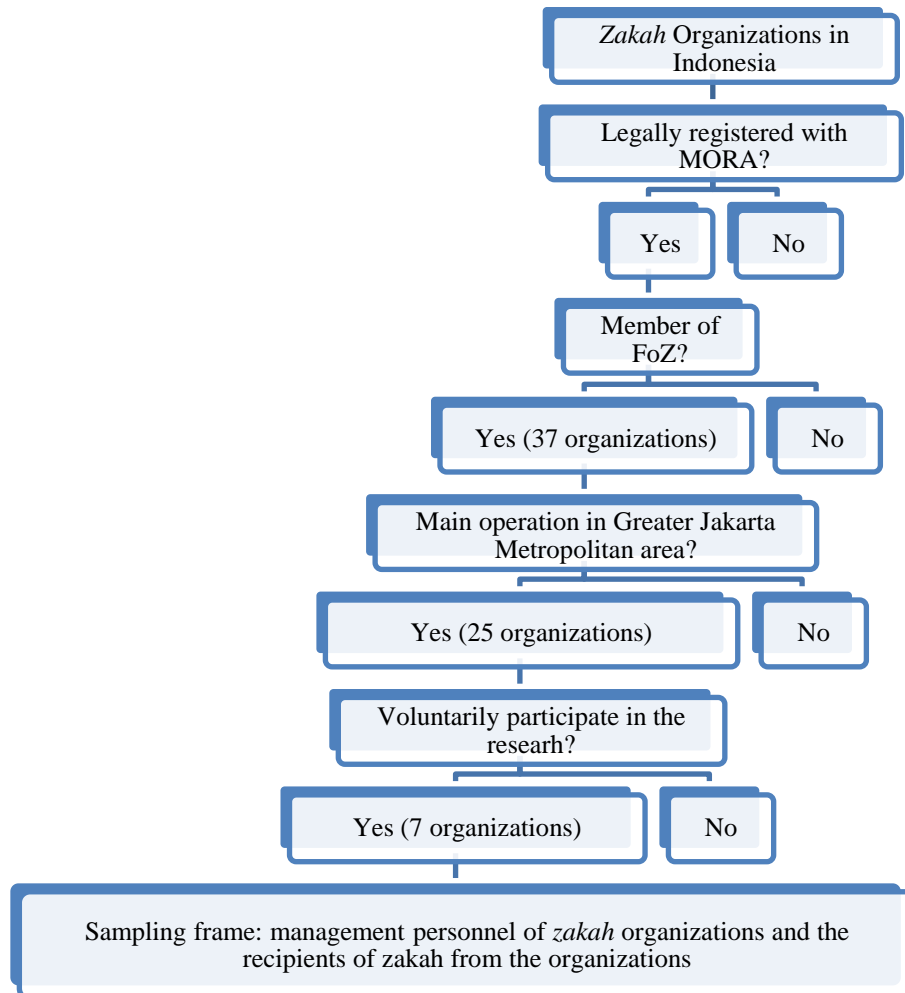 Zakah Organizations in
Indonesia
Legally registered with
MORA?
Yes
No
Member of
FoZ?
Yes (37 organizations)
No
Main operation in Greater Jakarta
Metropolitan area?
Yes (25 organizations)
No
Voluntarily participate in the
researh?
Yes (7 organizations)
No
Sampling frame: management personnel of zakah organizations and the
recipients of zakah from the organizations